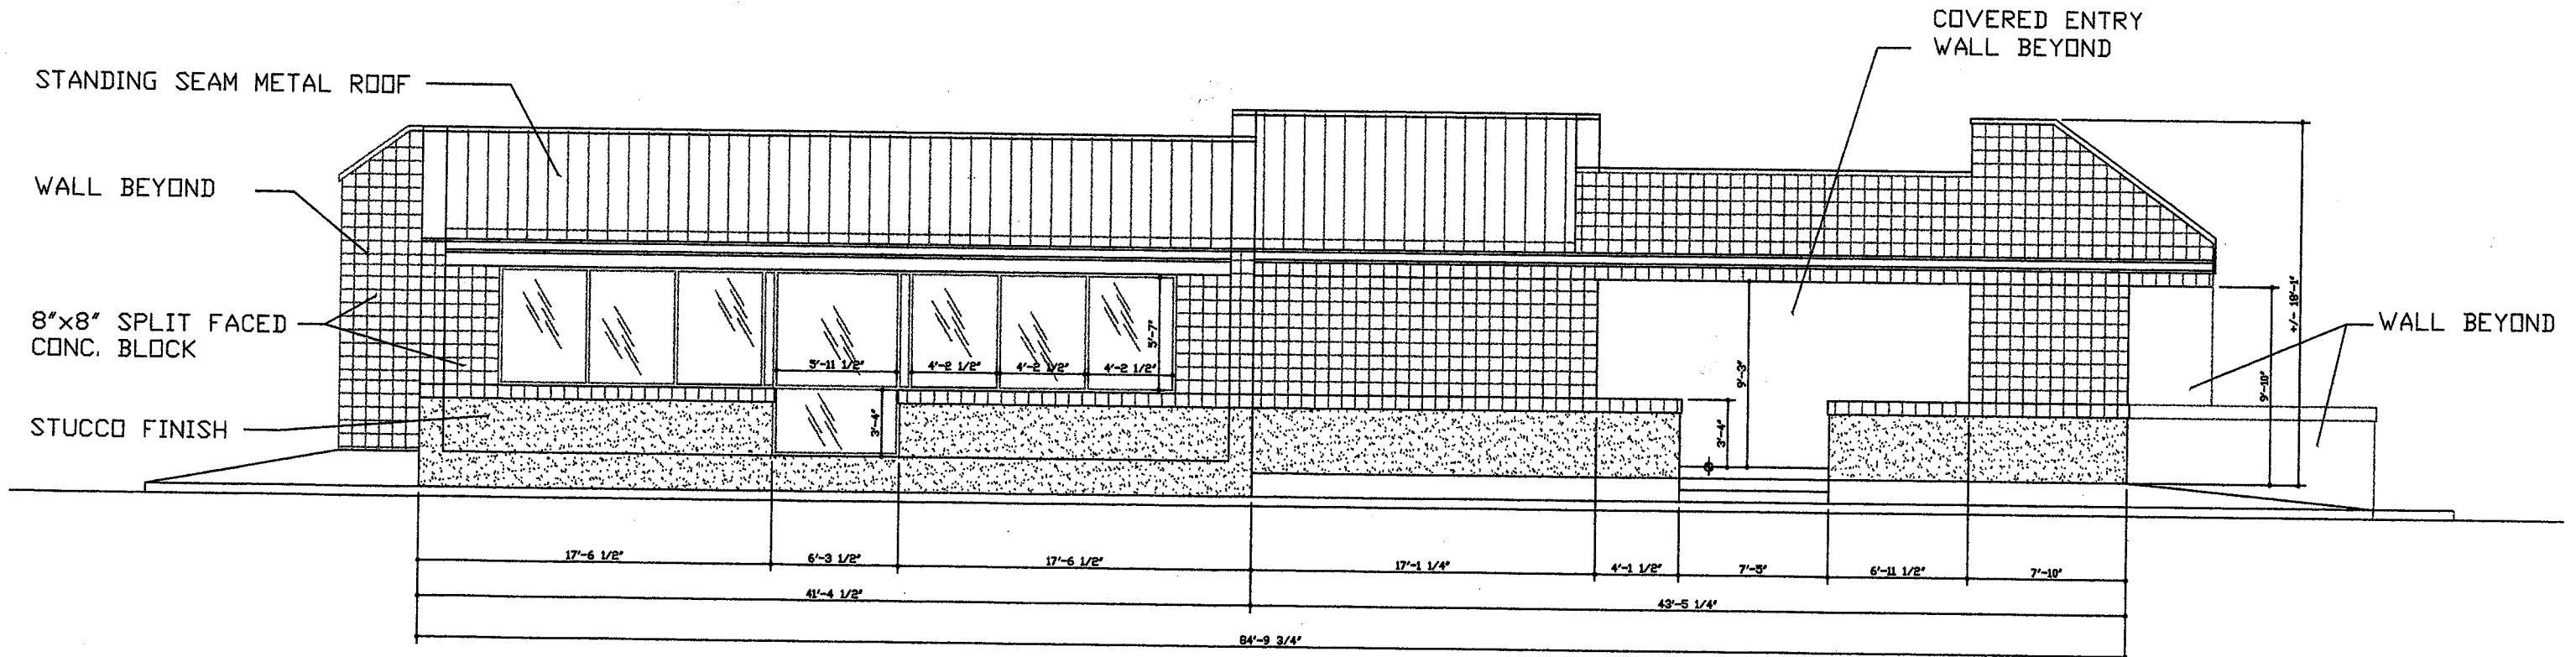 COVERED ENTRY
WALL BEYOND
STANDING SEAM METAL ROOF
WALL BEYOND
8"x8" SPLIT FACED
CONC. BLOCK
STUCCO FINISH
WALL BEYOND
5'-11 1/2"
4'-2 1/2"
4'-2 1/2"
4'-2 1/2"
5'-7"
3'-4"
9'-3"
3'-4"
9'-10"
+/- 18'-1"
17'-6 1/2"
6'-3 1/2"
17'-6 1/2"
17'-1 1/4"
4'-1 1/2"
7'-5"
6'-11 1/2"
7'-10"
41'-4 1/2"
43'-5 1/4"
84'-9 3/4"